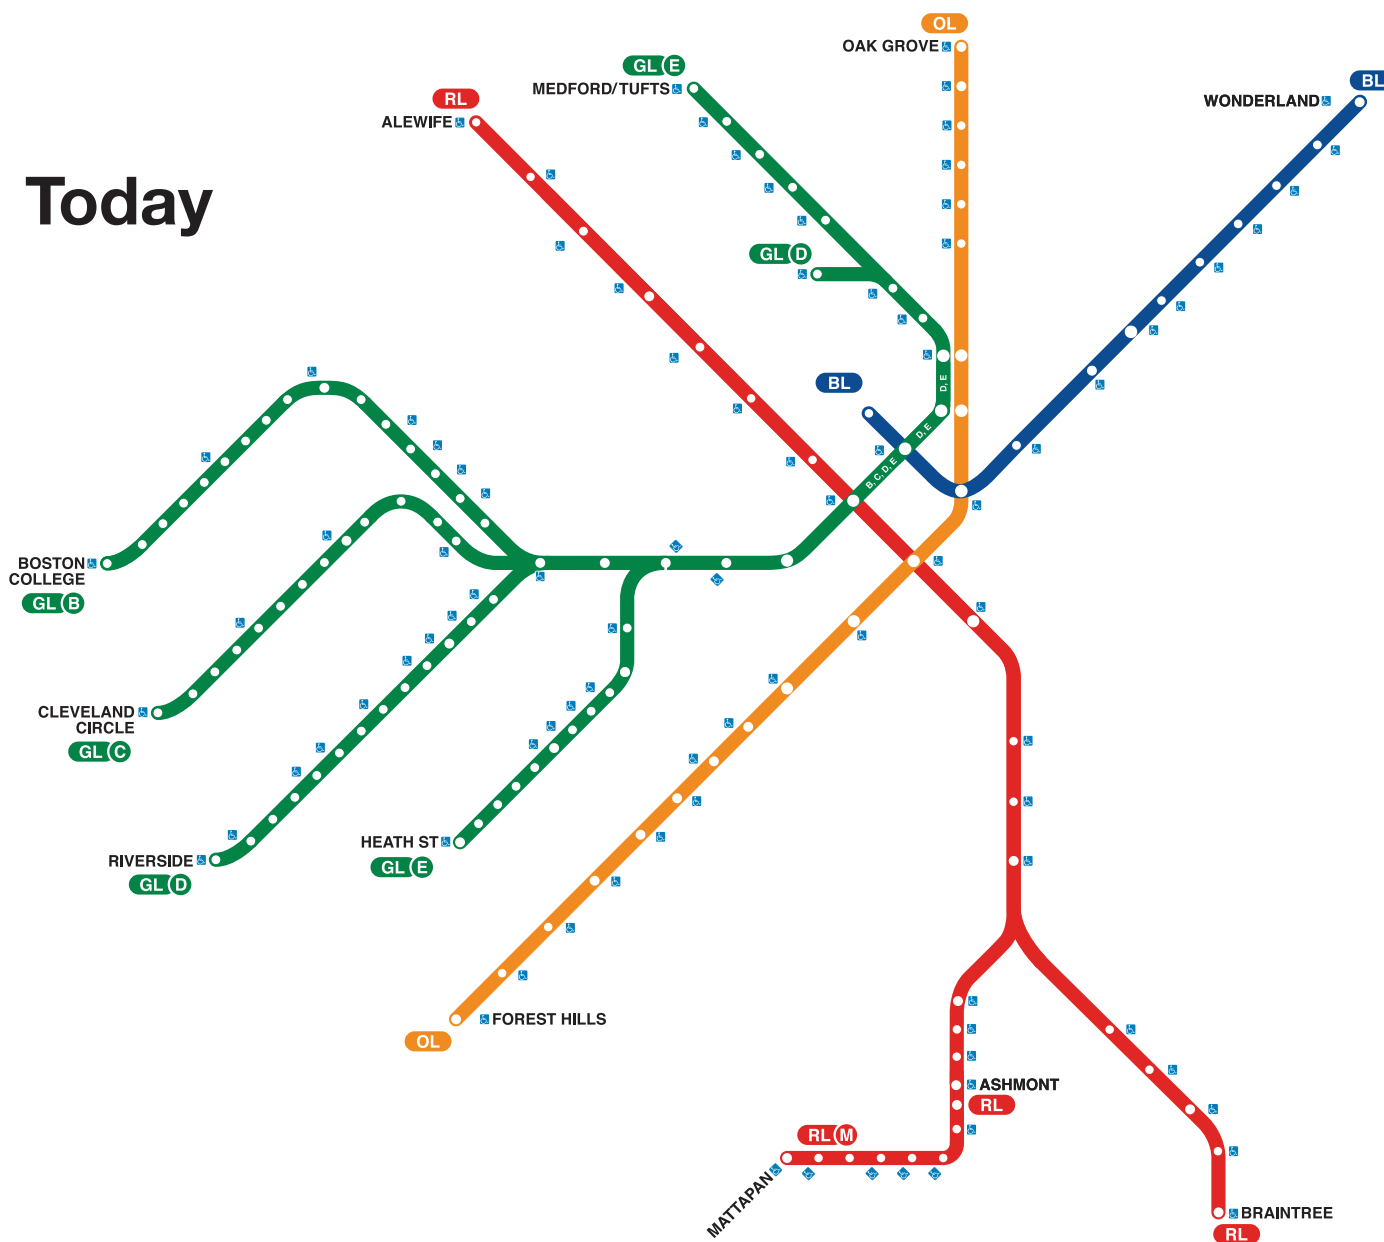 OL
OAK GROVE
GL E
MEDFORD/TUFTS
BL
WONDERLAND
RL
ALEWIFE
Today
GL D
BL
D, E
D, E
B, C, D, E
BOSTON
COLLEGE
GL B
CLEVELAND
CIRCLE
GL C
RIVERSIDE
GL D
HEATH ST
GL E
FOREST HILLS
OL
ASHMONT
RL
RL M
MATTAPAN
BRAINTREE
RL